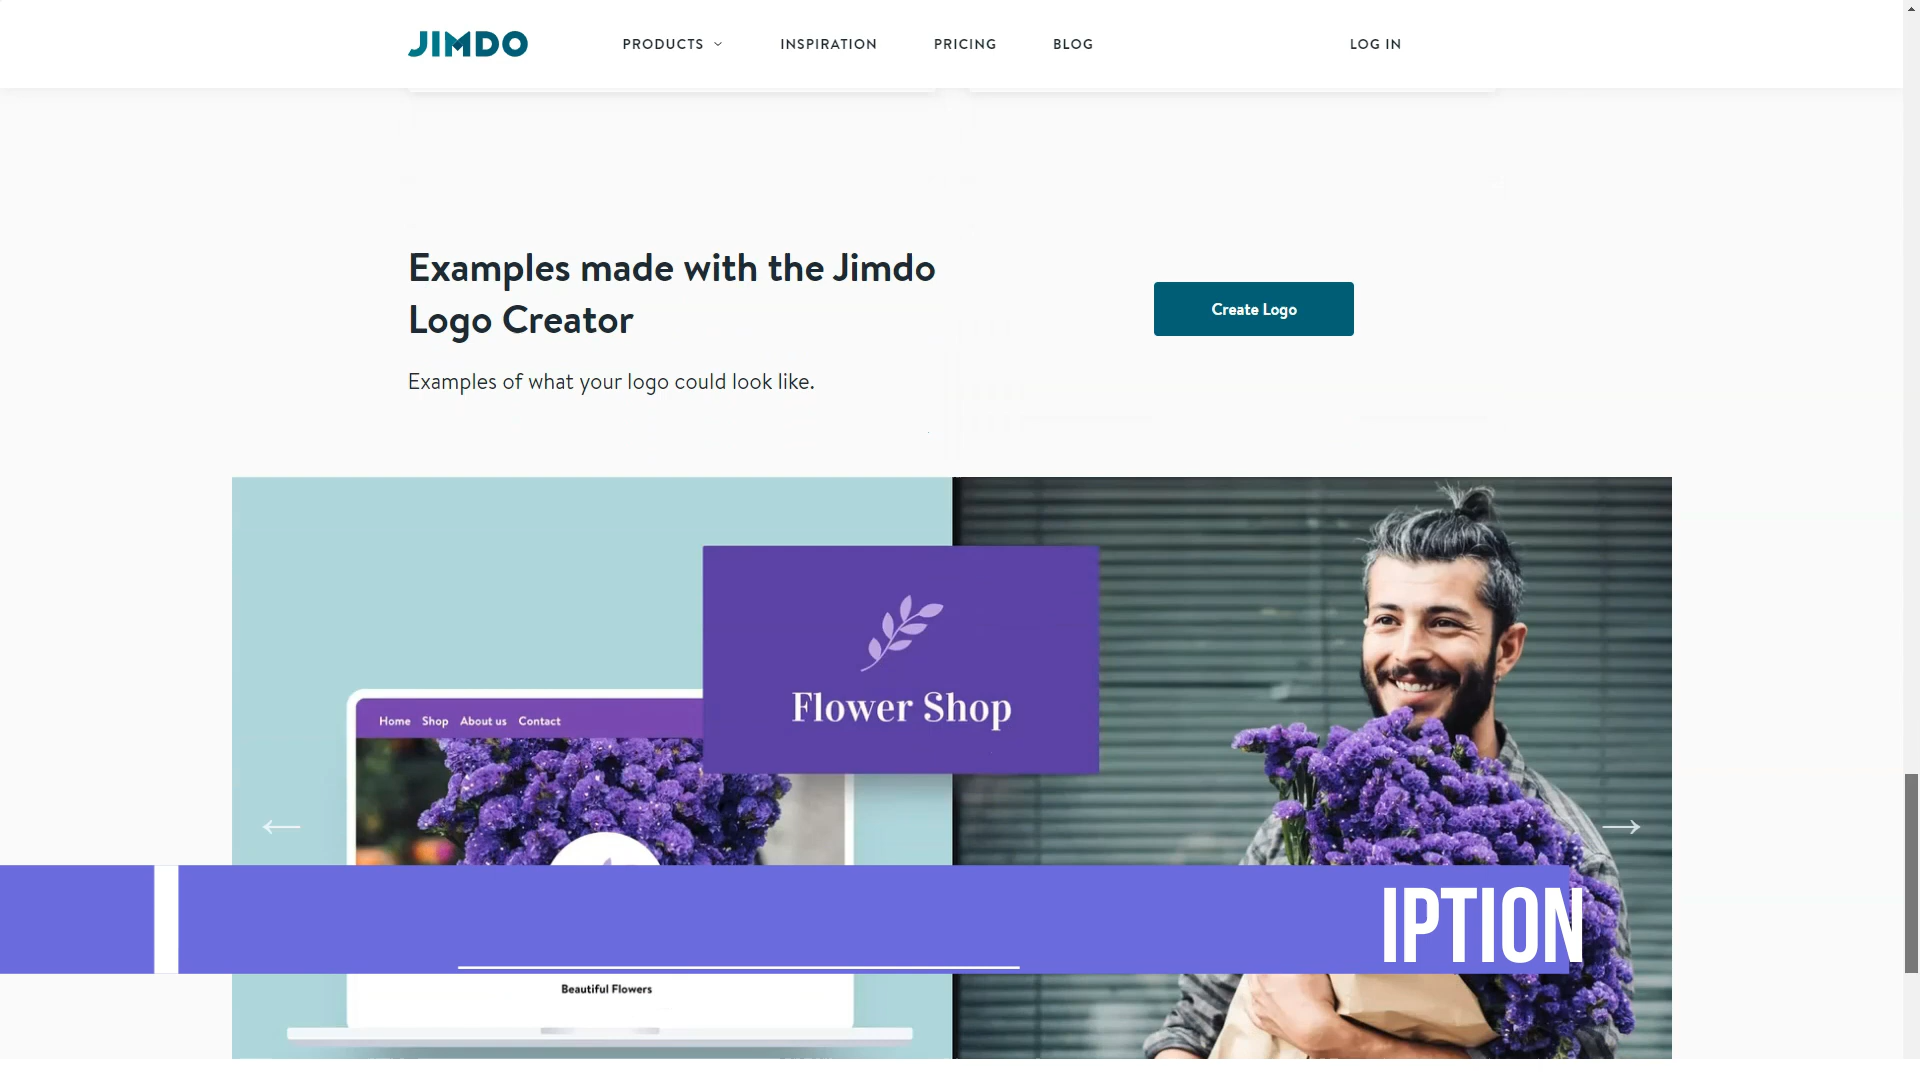 JIMDO
PRODUCTS
INSPIRATION
PRICING
BLOG
LOG IN
Examples made with the Jimdo
Logo Creator
Create Logo
Examples of what your logo could look like.
Flower Shop
Home Shop About us Contact
IPTION
Beautiful Flowers